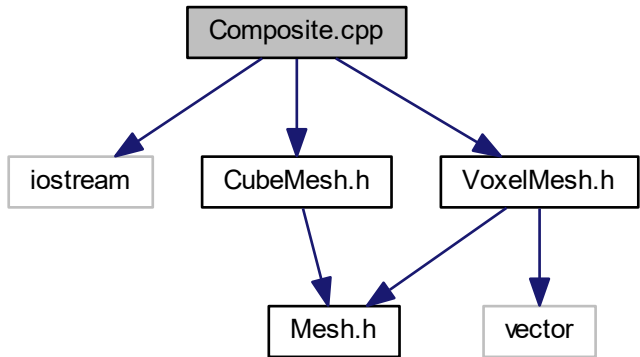 Composite.cpp
iostream
CubeMesh.h
VoxelMesh.h
Mesh.h
vector